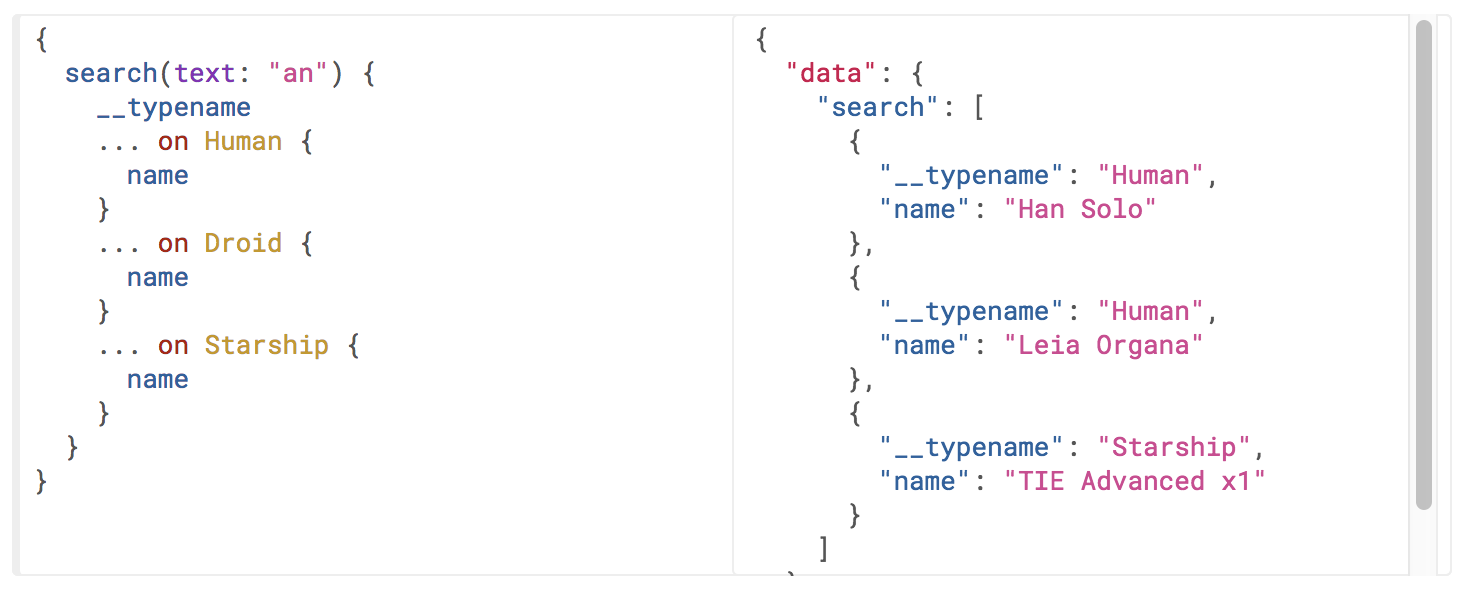 {
  search(text: "an") {
    __typename
    ... on Human {
      name
    }
    ... on Droid {
      name
    }
    ... on Starship {
      name
    }
  }
}
{
  "data": {
    "search": [
      {
        "__typename": "Human",
        "name": "Han Solo"
      },
      {
        "__typename": "Human",
        "name": "Leia Organa"
      },
      {
        "__typename": "Starship",
        "name": "TIE Advanced x1"
      }
    ]